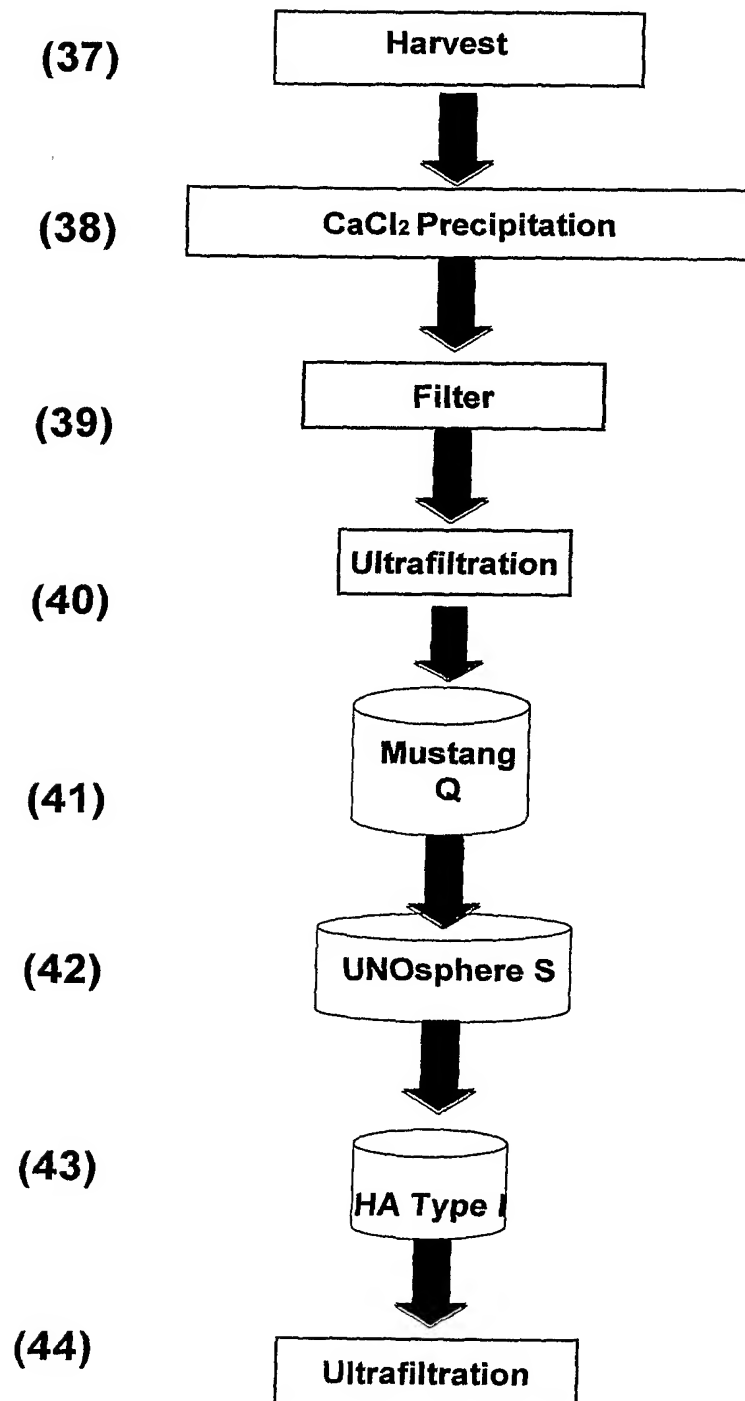 (37) Harvest
(38) CaCl₂ Precipitation
(39) Filter
(40) Ultrafiltration
(41) Mustang
Q
(42) UNOsphere S
(43) HA Type I
(44) Ultrafiltration